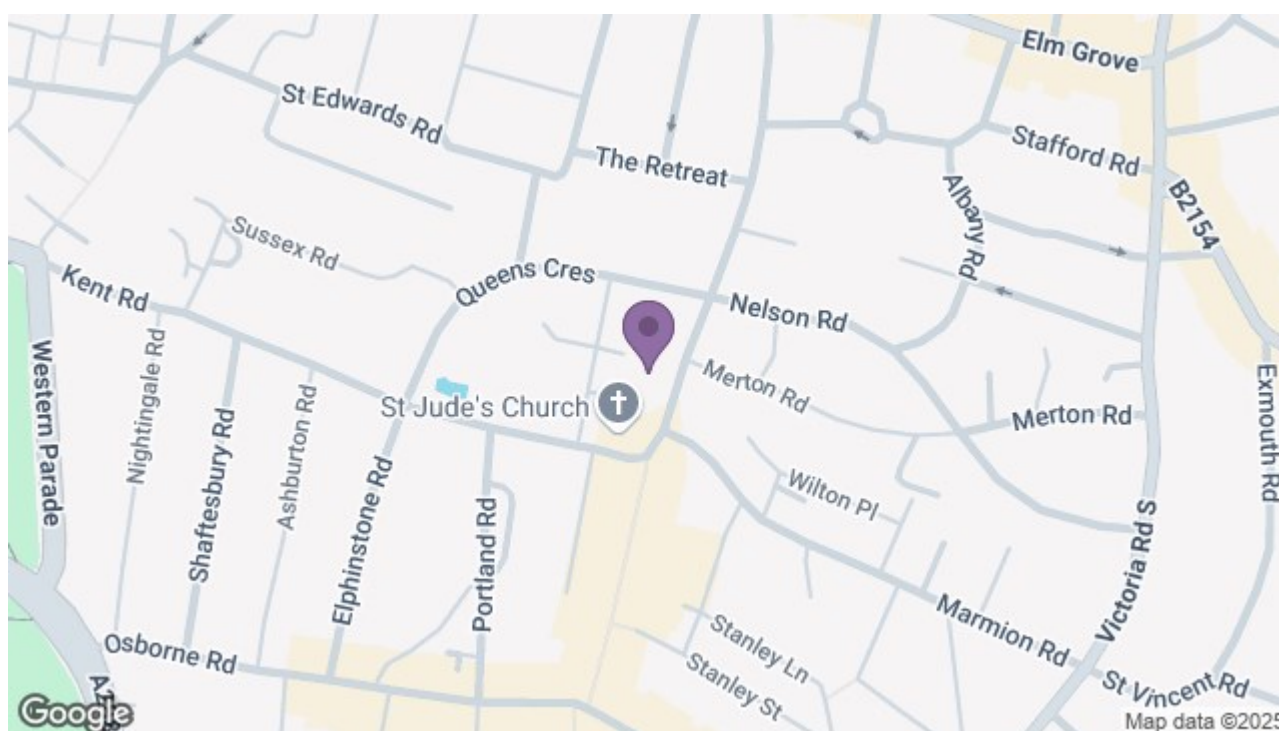 Elm Grove
St Edwards Rd
The Retreat
Stafford Rd
Albany Rd
B2154
Sussex Rd
Queens Cres
Kent Rd
Nelson Rd
Merton Rd
Merton Rd
Western Parade
Nightingale Rd
Shaftesbury Rd
Ashburton Rd
Elphinstone Rd
St Jude's Church
Portland Rd
Wilton Pl
Exmouth Rd
Victoria Rd S
Marmion Rd
Osborne Rd
Stanley Ln
Stanley St
St Vincent Rd
Google
Map data ©2025